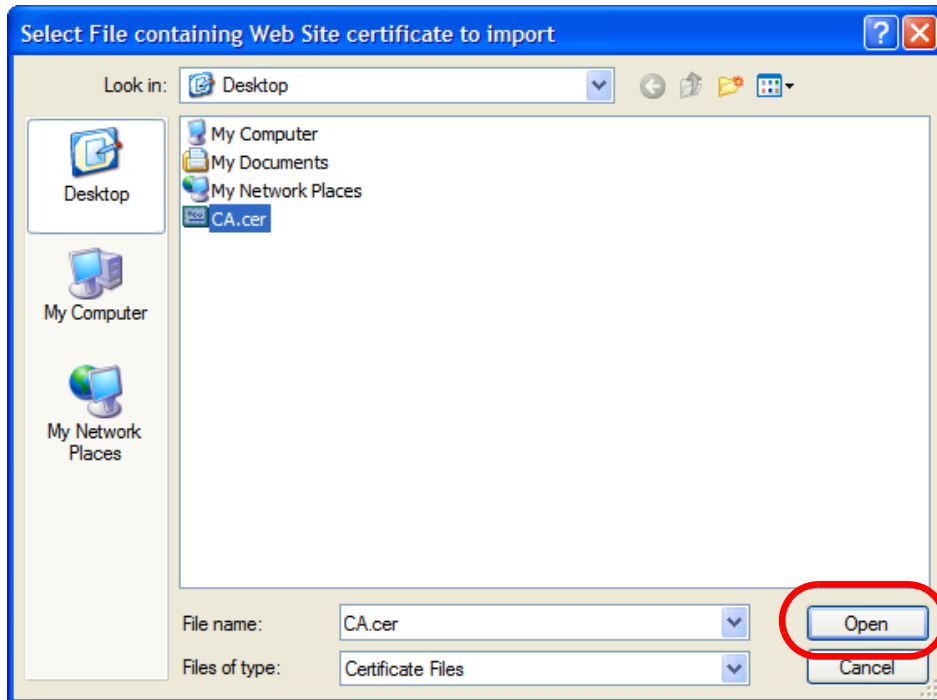 Select File containing Web Site certificate to import
Look in: Desktop
Desktop
My Computer
My Network
Places
My Computer
My Documents
My Network Places
CA.cer
File name: CA.cer Open
Files of type: Certificate Files Cancel